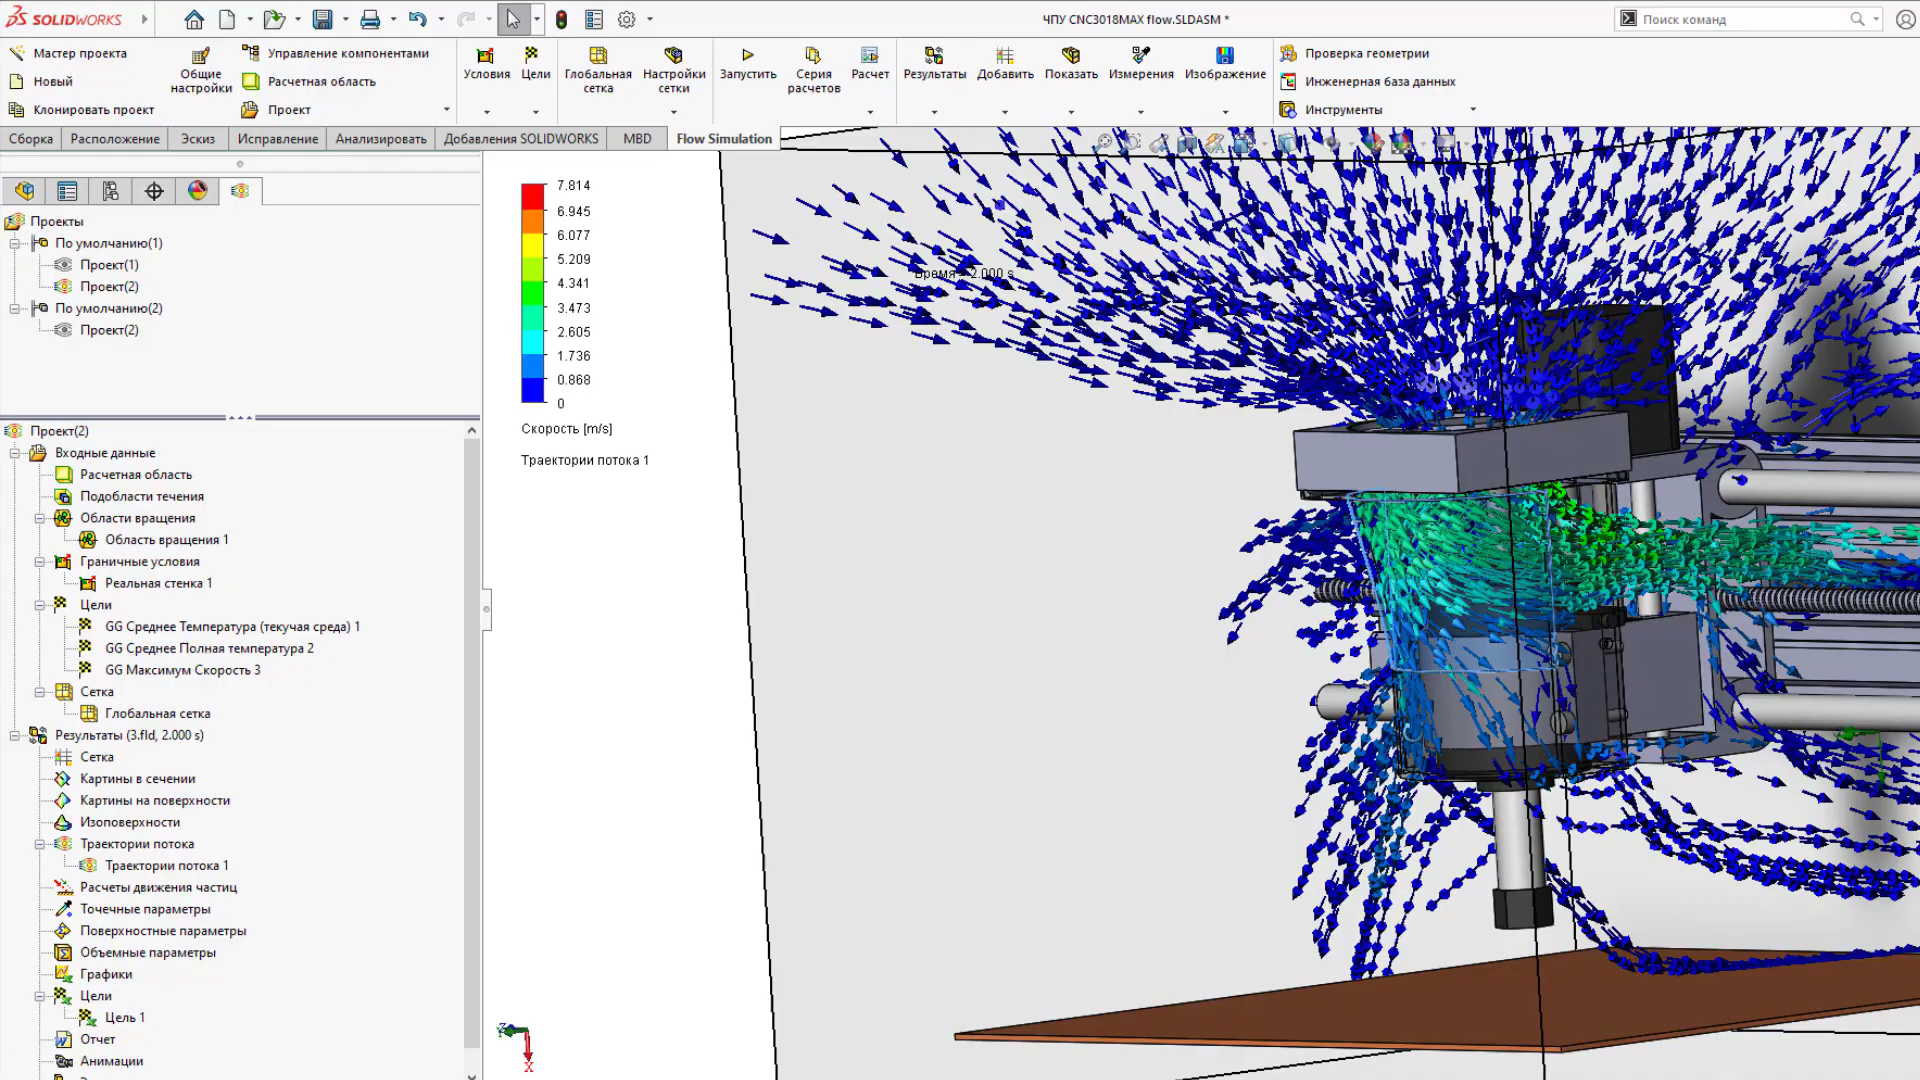 SOLIDWORKS
ЧПУ CNC3018MAX flow.SLDASM *
Поиск команд
Мастер проекта
Новый
Клонировать проект
Общие настройки
Управление компонентами
Расчетная область
Проект
Условия
Цели
Глобальная сетка
Настройки сетки
Запустить
Серия расчетов
Расчет
Результаты
Добавить
Показать
Измерения
Изображение
Проверка геометрии
Инженерная база данных
Инструменты
Сборка
Расположение
Эскиз
Исправление
Анализировать
Добавления SOLIDWORKS
MBD
Flow Simulation
Проекты
По умолчанию(1)
Проект(1)
Проект(2)
По умолчанию(2)
Проект(2)
Проект(2)
Входные данные
Расчетная область
Подобласти течения
Области вращения
Область вращения 1
Граничные условия
Реальная стенка 1
Цели
GG Среднее Температура (текучая среда) 1
GG Среднее Полная температура 2
GG Максимум Скорость 3
Сетка
Глобальная сетка
Результаты (3.fld, 2.000 s)
Сетка
Картины в сечении
Картины на поверхности
Изоповерхности
Траектории потока
Траектории потока 1
Расчеты движения частиц
Точечные параметры
Поверхностные параметры
Объемные параметры
Графики
Цели
Цель 1
Отчет
Анимации
7.814
6.945
6.077
5.209
4.341
3.473
2.605
1.736
0.868
0
Скорость [m/s]
Траектории потока 1
Время = 2.000 s
Z
X